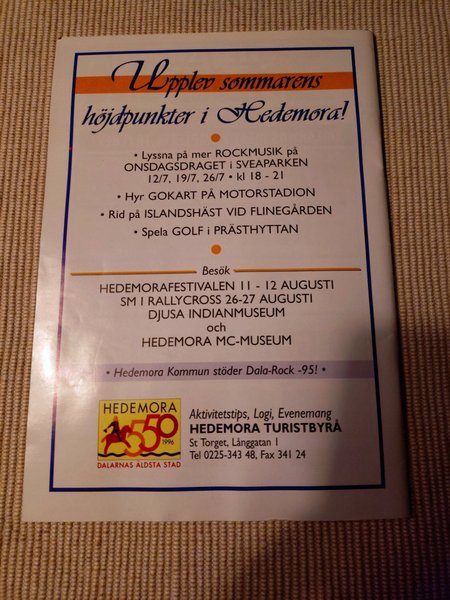 Upplev sommarens
höjdpunkter i Hedemora!
• Lyssna på mer ROCKMUSIK på
ONSDAGSDRAGET i SVEAPARKEN
12/7, 19/7, 26/7 • kl 18 - 21
• Hyr GOKART PÅ MOTORSTADION
• Rid på ISLANDSHÄST VID FLINEGÅRDEN
• Spela GOLF i PRÄSTHYTTAN
Besök
HEDEMORAFESTIVALEN 11 - 12 AUGUSTI
SM I RALLYCROSS 26-27 AUGUSTI
DJUSA INDIANMUSEUM
och
HEDEMORA MC-MUSEUM
• Hedemora Kommun stöder Dala-Rock -95! •
HEDEMORA
550
1996
DALARNAS ÄLDSTA STAD
Aktivitetstips, Logi, Evenemang
HEDEMORA TURISTBYRÅ
St Torget, Långgatan 1
Tel 0225-343 48, Fax 341 24